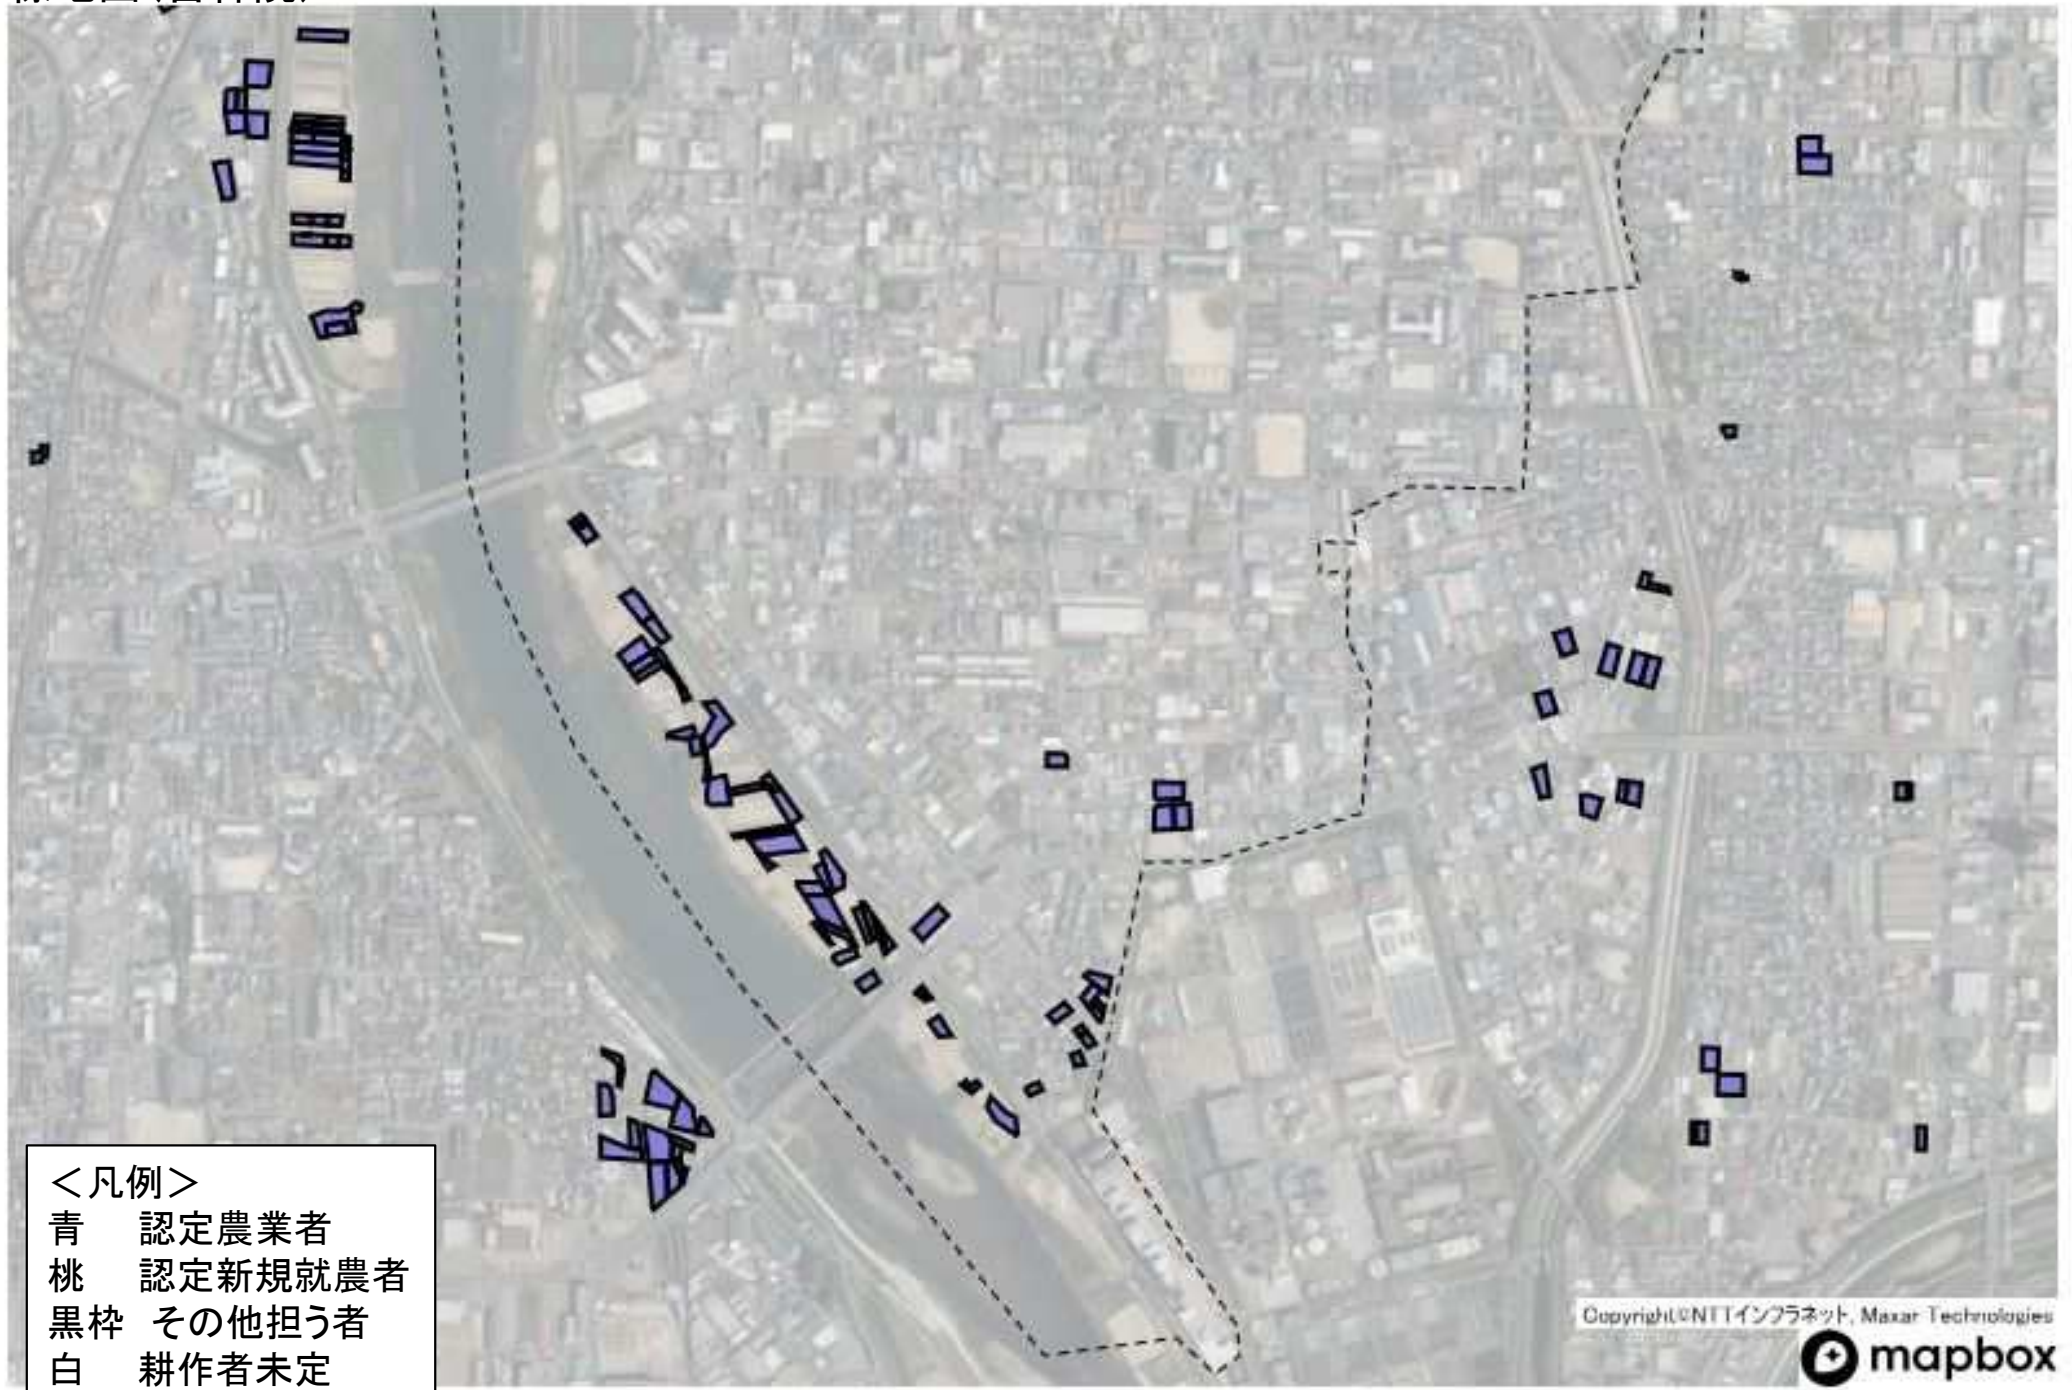 ＜凡例＞
青　認定農業者
桃　認定新規就農者
黒枠　その他担う者
白　耕作者未定
Copyright©NTTインフラネット, Maxar Technologies
mapbox